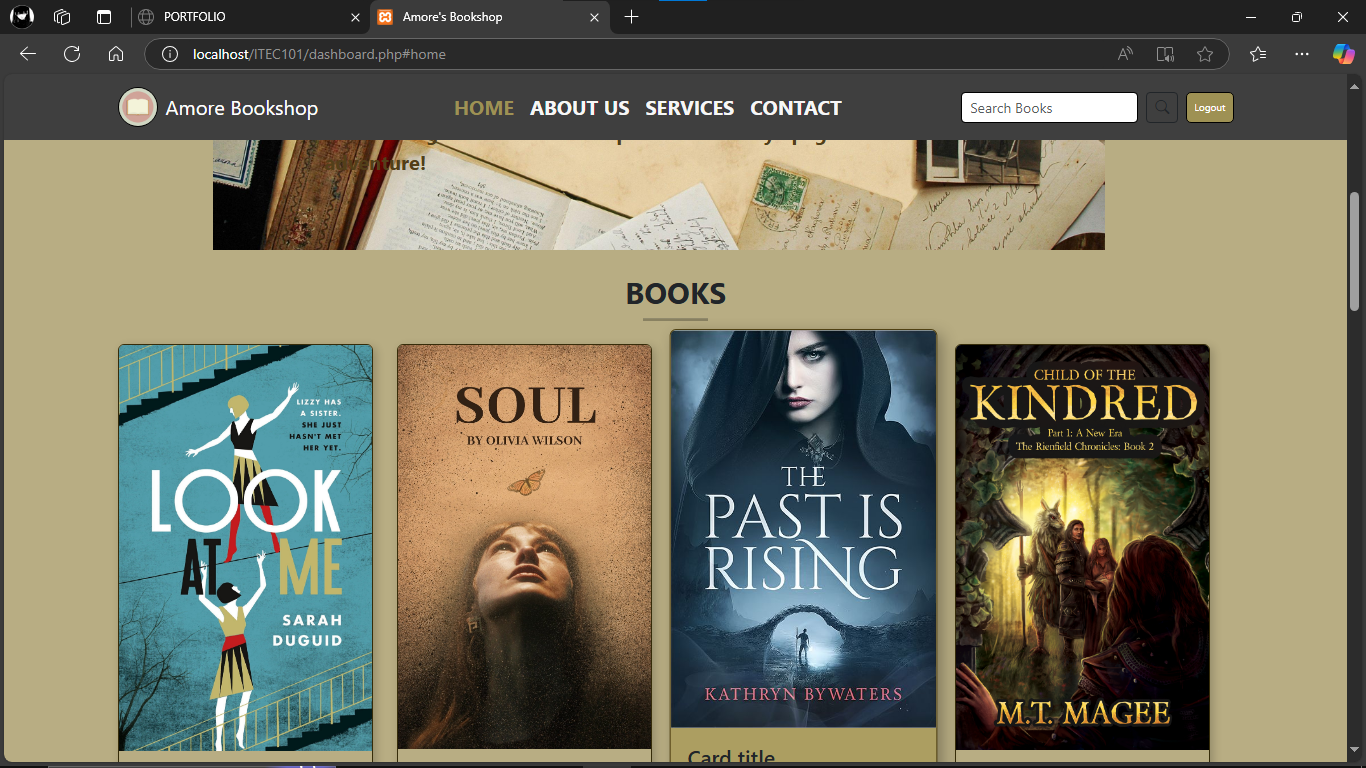 PORTFOLIO
Amore's Bookshop
localhost/ITEC101/dashboard.php#home
Amore Bookshop
HOME ABOUT US SERVICES CONTACT
Search Books
Logout
adventure!
BOOKS
LIZZY HAS
A SISTER.
SHE JUST
HASN'T MET
HER YET.
LOOK
AT ME
SARAH
DUGUID
SOUL
BY OLIVIA WILSON
THE
PAST IS
RISING
KATHRYN BYWATERS
Card title
CHILD OF THE
KINDRED
Part 1: A New Era
The Rienfield Chronicles: Book 2
M.T. MAGEE